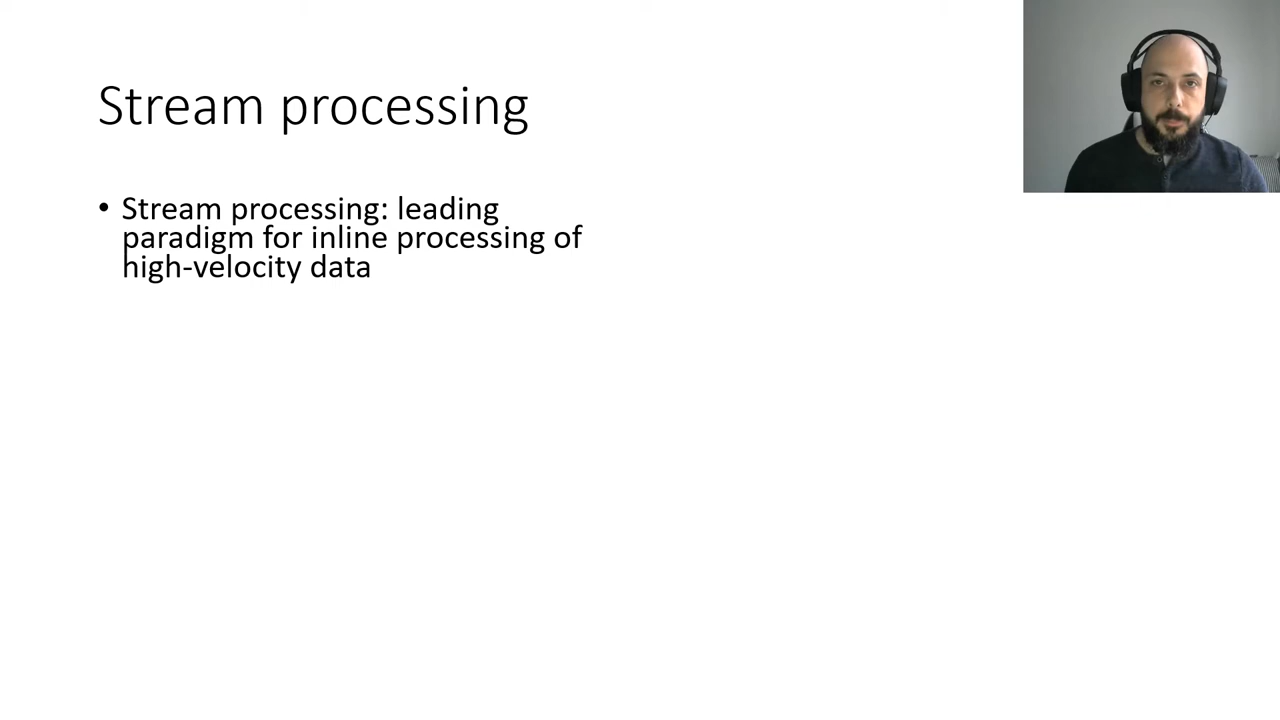 Stream processing
• Stream processing: leading
paradigm for inline processing of
high-velocity data